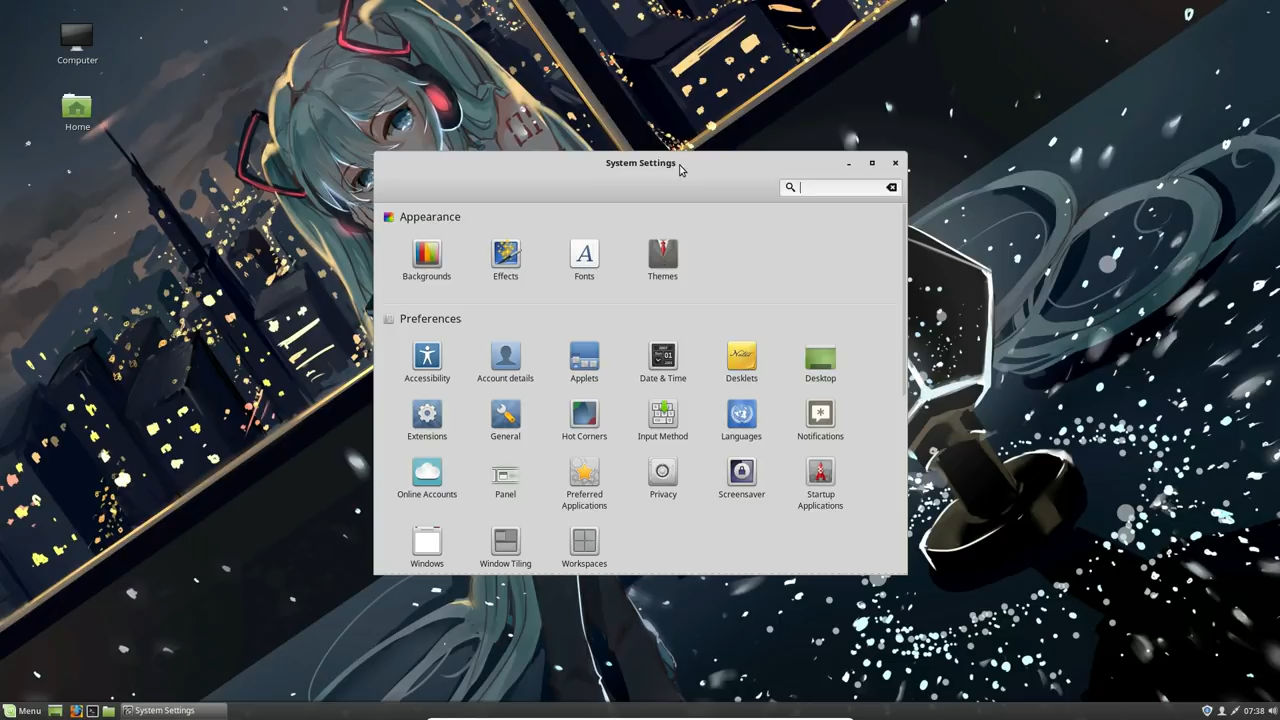 Computer
Home
System Settings
Appearance
Backgrounds
Effects
Fonts
Themes
Preferences
Accessibility
Account details
Applets
Date & Time
Desklets
Desktop
Extensions
General
Hot Corners
Input Method
Languages
Notifications
Online Accounts
Panel
Preferred
Applications
Privacy
Screensaver
Startup
Applications
Windows
Window Tiling
Workspaces
01
Menu
System Settings
07:38